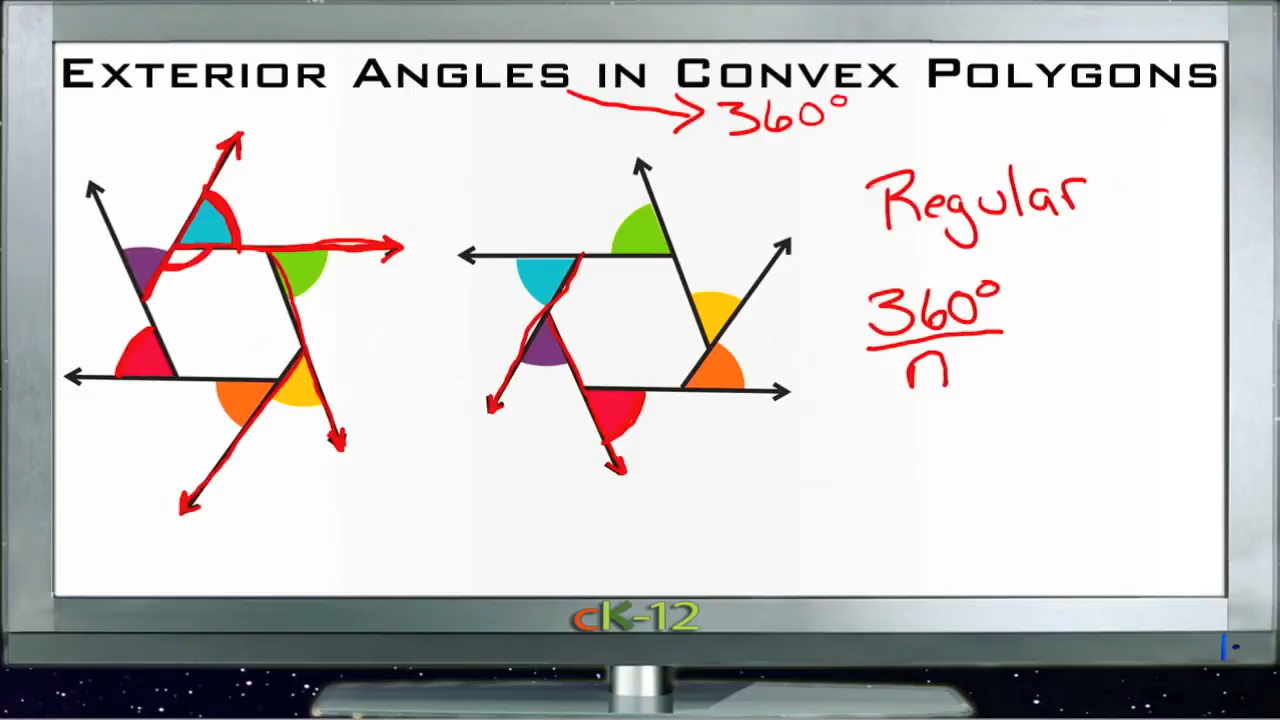 EXTERIOR ANGLES IN CONVEX POLYGONS
360°
Regular
360°
n
cK-12